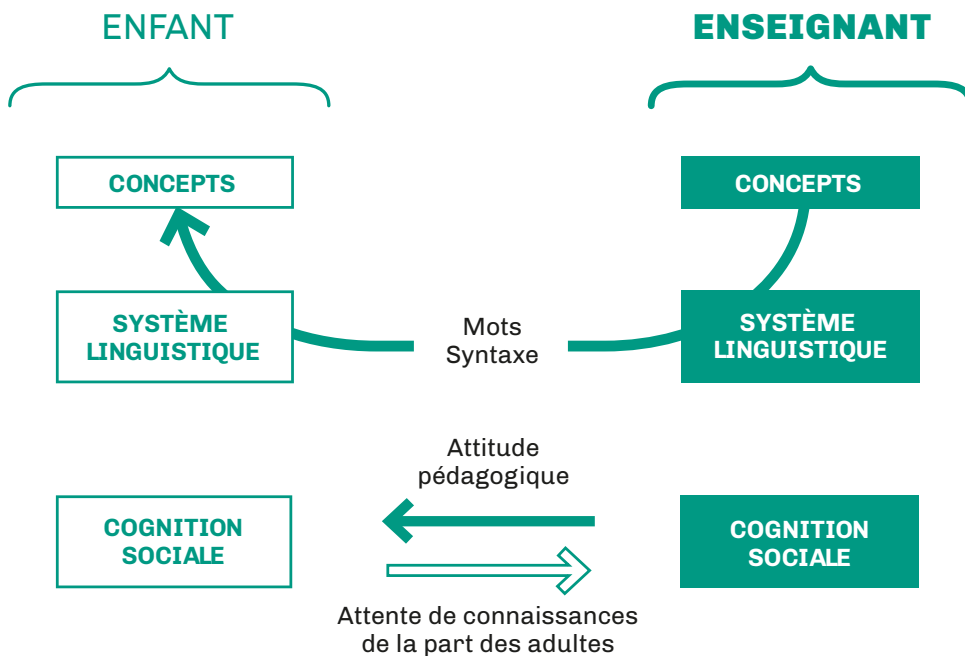 ENFANT
ENSEIGNANT
CONCEPTS
CONCEPTS
SYSTÈME
LINGUISTIQUE
Mots
Syntaxe
SYSTÈME
LINGUISTIQUE
Attitude
pédagogique
COGNITION
SOCIALE
COGNITION
SOCIALE
Attente de connaissances
de la part des adultes